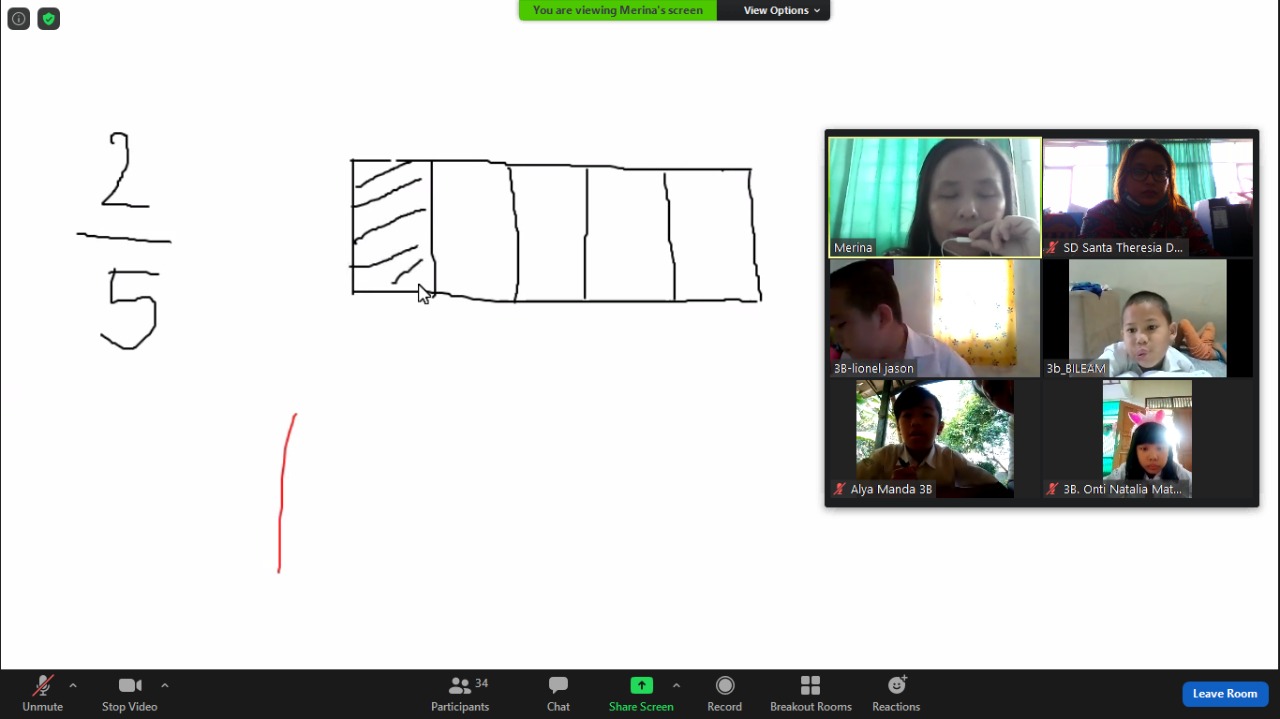 You are viewing Merina's screen
View Options
2
5
Merina
SD Santa Theresia D...
3B-lionel jason
3b_BILEAM
Alya Manda 3B
3B. Onti Natalia Mat...
Unmute
Stop Video
34
Participants
Chat
Share Screen
Record
Breakout Rooms
Reactions
Leave Room